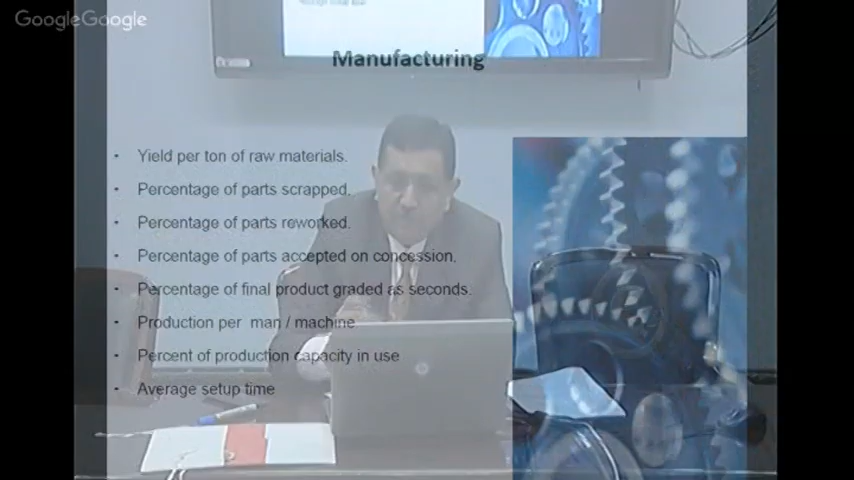 GoogleGoogle
Manufacturing
- Yield per ton of raw materials.
- Percentage of parts scrapped.
- Percentage of parts reworked.
- Percentage of parts accepted on concession.
- Percentage of final product graded as seconds.
- Production per man / machine
- Percent of production capacity in use
- Average setup time